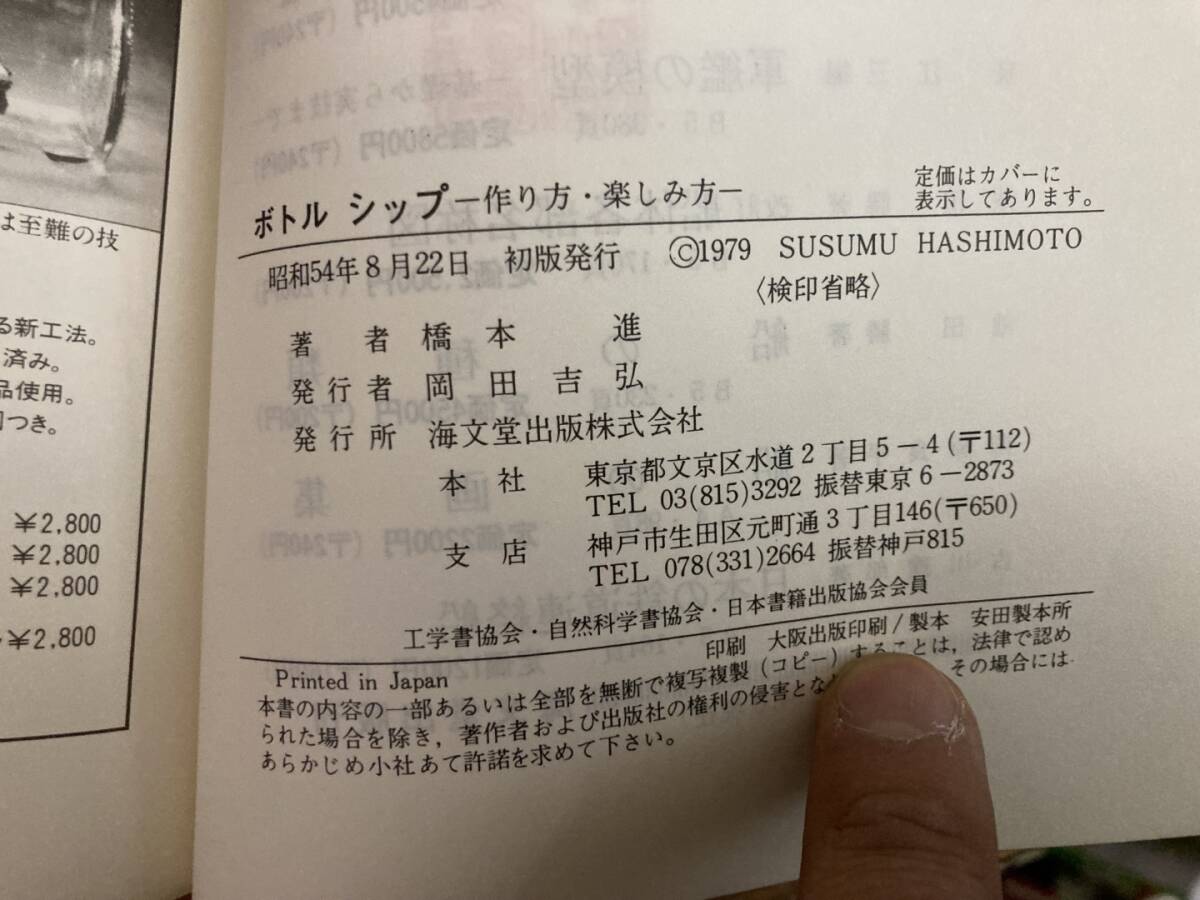 は至難の技
る新工法。
済み。
品使用。
つき。
¥2,800
¥2,800
¥2,800
¥2,800
ボトル シップー作り方・楽しみ方ー
定価はカバーに
表示してあります。
昭和54年8月22日 初版発行 ©1979 SUSUMU HASHIMOTO
〈検印省略〉
著者 橋本 進
発行者 岡田吉弘
発行所 海文堂出版株式会社
本社 東京都文京区水道2丁目5−4(〒112)
TEL 03(815)3292 振替東京6−2873
支店 神戸市生田区元町通3丁目146(〒650)
TEL 078(331)2664 振替神戸815
工学書協会・自然科学書協会・日本書籍出版協会会員
Printed in Japan 印刷 大阪出版印刷/製本 安田製本所
本書の内容の一部あるいは全部を無断で複写複製(コピー)することは,法律で認め
られた場合を除き,著作者および出版社の権利の侵害とな その場合には
あらかじめ小社あて許諾を求めて下さい。